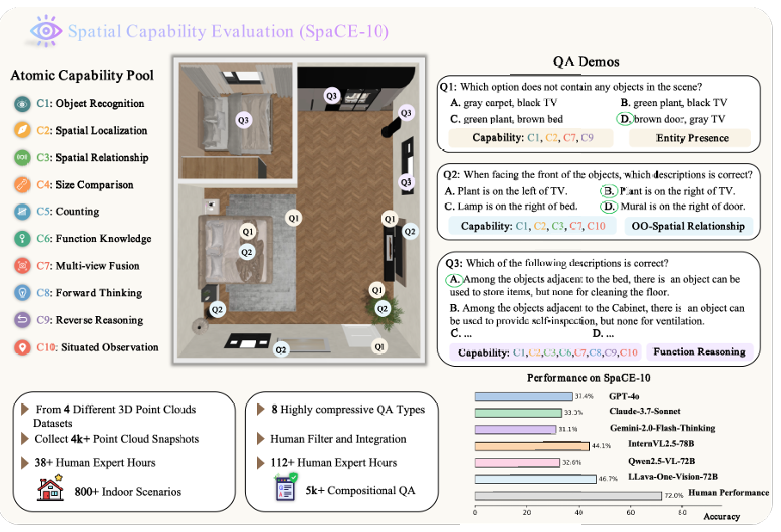 Spatial Capability Evaluation (SpaCE-10)
Atomic Capability Pool
C1: Object Recognition
C2: Spatial Localization
C3: Spatial Relationship
C4: Size Comparison
C5: Counting
C6: Function Knowledge
C7: Multi-view Fusion
C8: Forward Thinking
C9: Reverse Reasoning
C10: Situated Observation
Q3
Q3
Q3
Q3
Q1
Q1
Q1
Q2
Q2
Q1
Q2
Q2
Q2
Q1
QA Demos
Q1: Which option does not contain any objects in the scene?
A. gray carpet, black TV
B. green plant, black TV
C. green plant, brown bed
D. brown door, gray TV
Capability: C1, C2, C7, C9
Entity Presence
Q2: When facing the front of the objects, which descriptions is correct?
A. Plant is on the left of TV.
B. Plant is on the right of TV.
C. Lamp is on the right of bed.
D. Mural is on the right of door.
Capability: C1, C2, C3, C7, C10
OO-Spatial Relationship
Q3: Which of the following descriptions is correct?
A. Among the objects adjacent to the bed, there is an object can be
used to store items, but none for cleaning the floor.
B. Among the objects adjacent to the Cabinet, there is an object can
be used to provide self-inspection, but none for ventilation.
C. ...
D. ...
Capability: C1,C2,C3,C6,C7,C8,C9,C10
Function Reasoning
From 4 Different 3D Point Clouds
Datasets
Collect 4k+ Point Cloud Snapshots
38+ Human Expert Hours
800+ Indoor Scenarios
8 Highly compressive QA Types
Human Filter and Integration
112+ Human Expert Hours
5k+ Compositional QA
Performance on SpaCE-10
37.4% GPT-4o
33.3% Claude-3.7-Sonnet
31.1% Gemini-2.0-Flash-Thinking
44.1% InternVL2.5-78B
32.6% Qwen2.5-VL-72B
46.7% LLava-One-Vision-72B
72.0% Human Performance
0 20 40 60 80
Accuracy